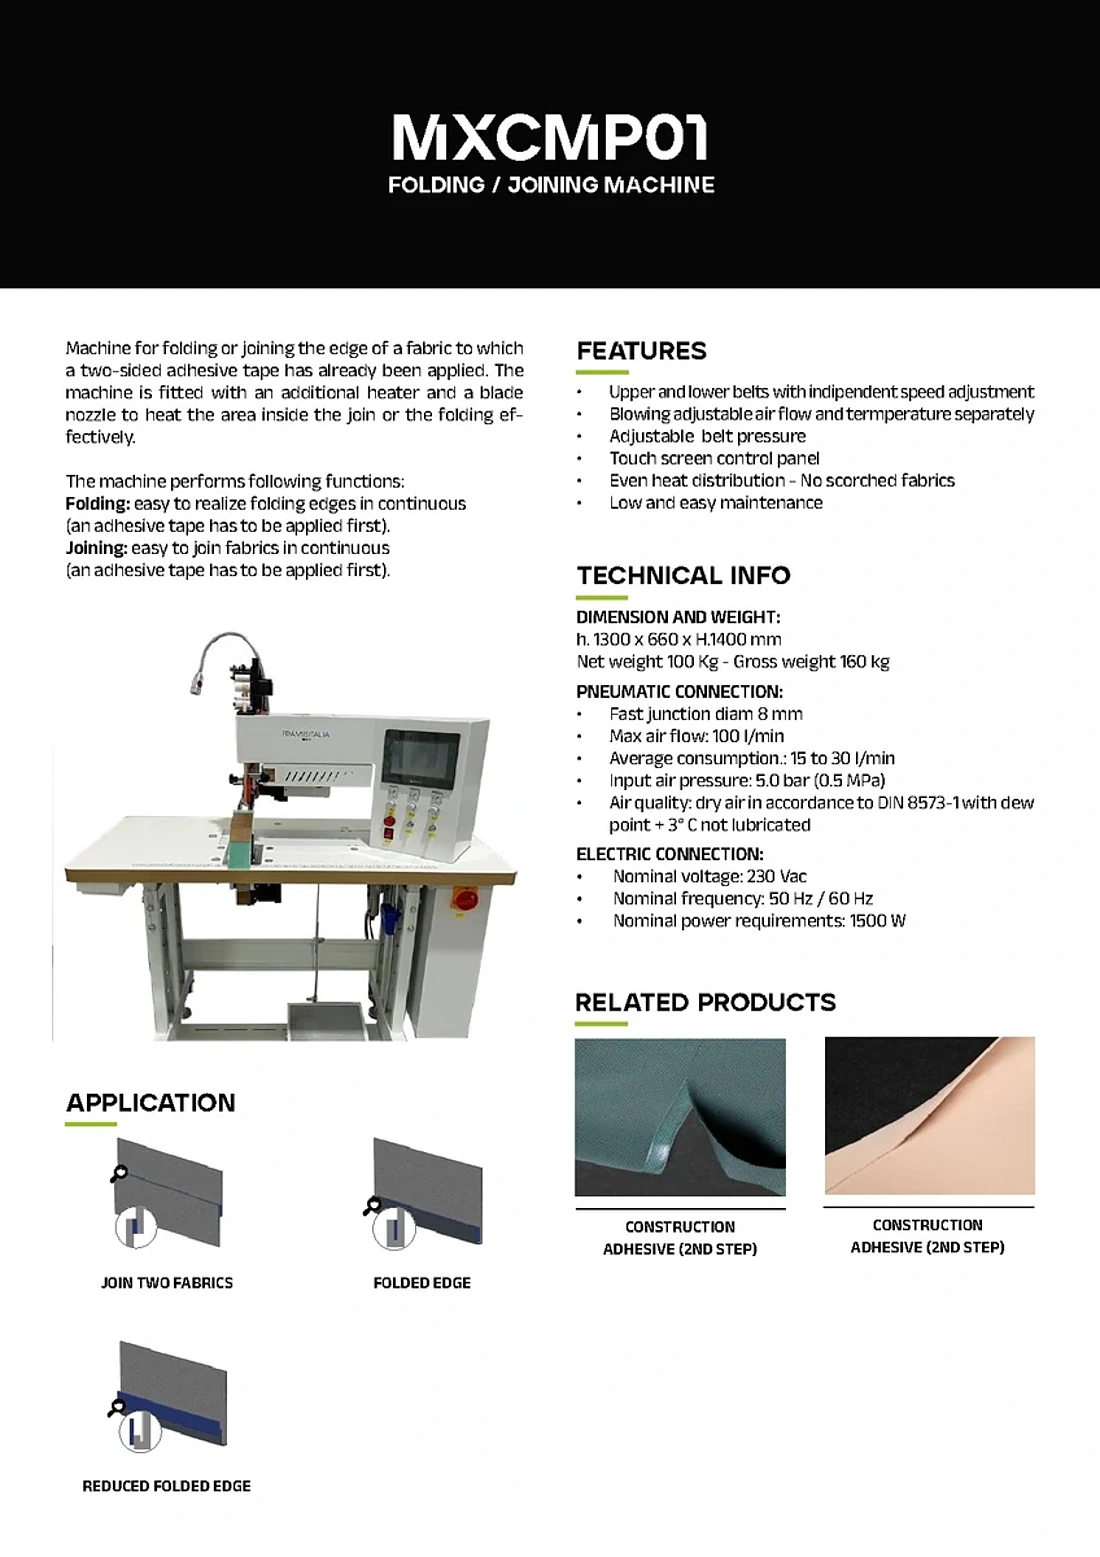 MXCMP01
FOLDING / JOINING MACHINE
Machine for folding or joining the edge of a fabric to which
a two-sided adhesive tape has already been applied. The
machine is fitted with an additional heater and a blade
nozzle to heat the area inside the join or the folding ef-
fectively.
The machine performs following functions:
Folding: easy to realize folding edges in continuous
(an adhesive tape has to be applied first).
Joining: easy to join fabrics in continuous
(an adhesive tape has to be applied first).
FRAMISITALIA
APPLICATION
JOIN TWO FABRICS
FOLDED EDGE
REDUCED FOLDED EDGE
FEATURES
• Upper and lower belts with indipendent speed adjustment
• Blowing adjustable air flow and termperature separately
• Adjustable belt pressure
• Touch screen control panel
• Even heat distribution - No scorched fabrics
• Low and easy maintenance
TECHNICAL INFO
DIMENSION AND WEIGHT:
h. 1300 x 660 x H.1400 mm
Net weight 100 Kg - Gross weight 160 kg
PNEUMATIC CONNECTION:
• Fast junction diam 8 mm
• Max air flow: 100 l/min
• Average consumption.: 15 to 30 l/min
• Input air pressure: 5.0 bar (0.5 MPa)
• Air quality: dry air in accordance to DIN 8573-1 with dew
point + 3° C not lubricated
ELECTRIC CONNECTION:
• Nominal voltage: 230 Vac
• Nominal frequency: 50 Hz / 60 Hz
• Nominal power requirements: 1500 W
RELATED PRODUCTS
CONSTRUCTION
ADHESIVE (2ND STEP)
CONSTRUCTION
ADHESIVE (2ND STEP)